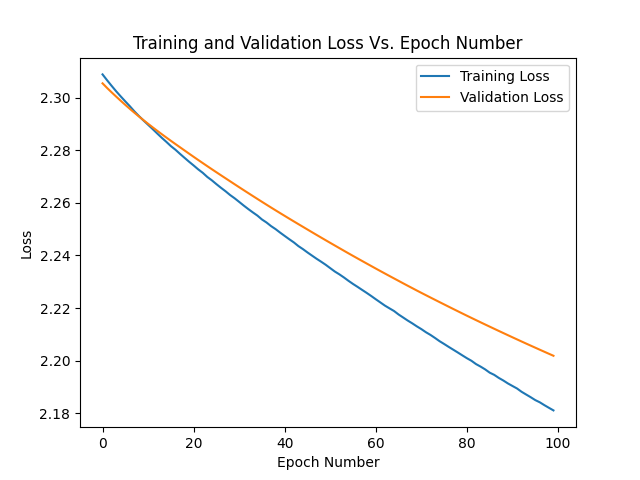 Training and Validation Loss Vs. Epoch Number
Training Loss
Validation Loss
2.30
2.28
2.26
2.24
2.22
2.20
2.18
Loss
0 20 40 60 80 100
Epoch Number